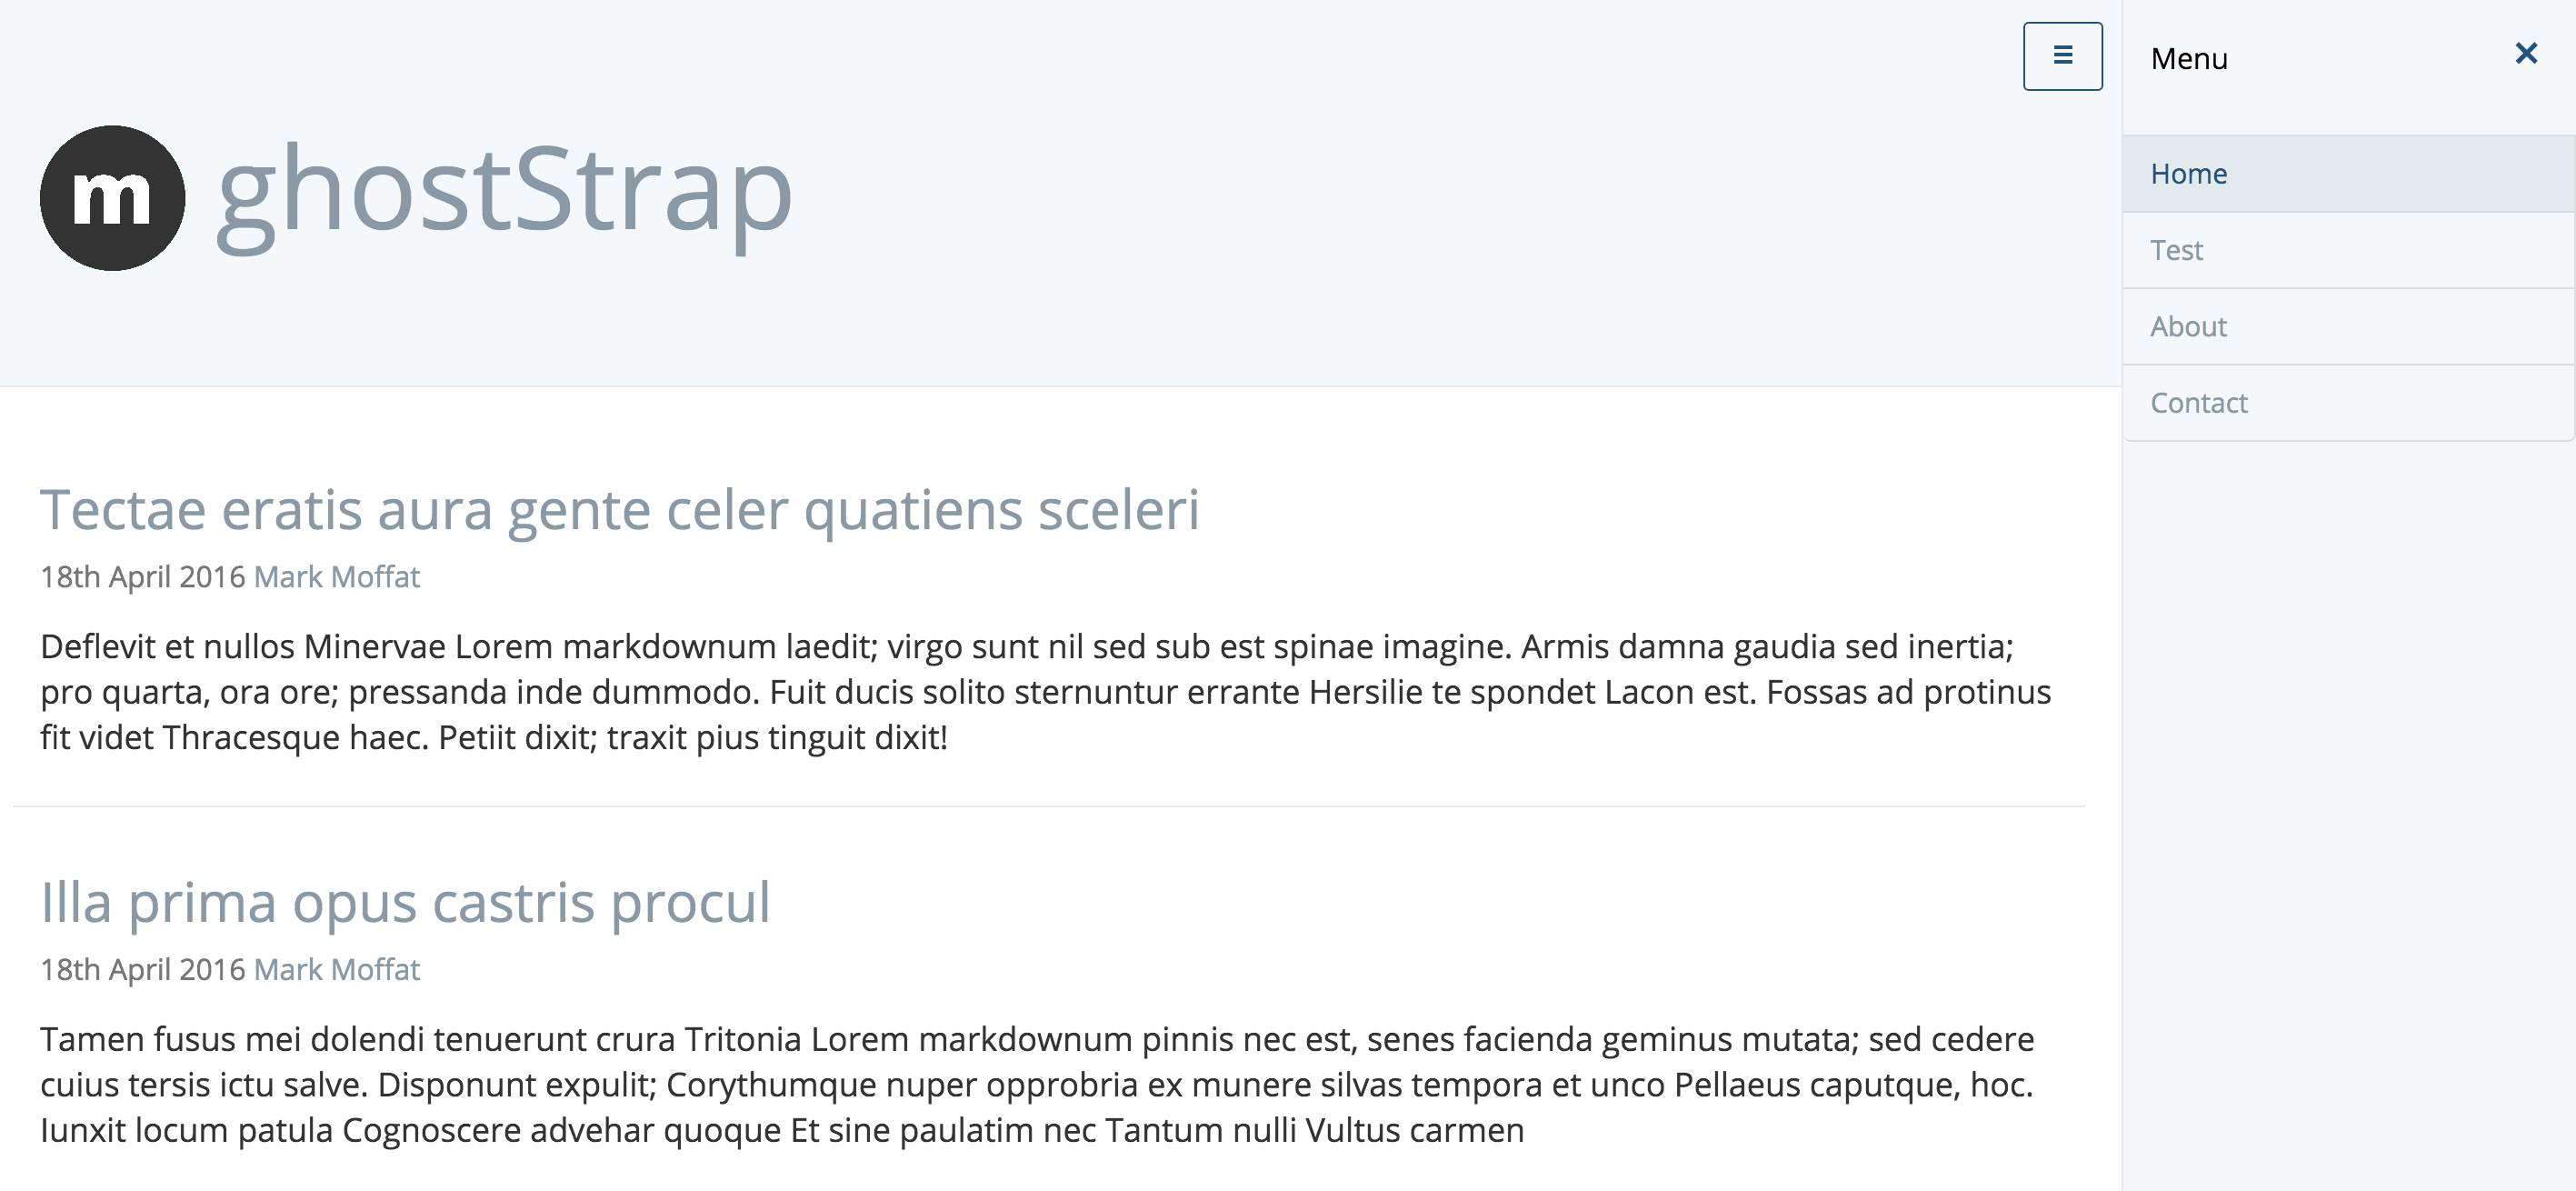 m ghostStrap
Menu
Home
Test
About
Contact
Tectae eratis aura gente celer quatiens sceleri
18th April 2016 Mark Moffat
Deflevit et nullos Minervae Lorem markdownum laedit; virgo sunt nil sed sub est spinae imagine. Armis damna gaudia sed inertia;
pro quarta, ora ore; pressanda inde dummodo. Fuit ducis solito sternuntur errante Hersilie te spondet Lacon est. Fossas ad protinus
fit videt Thracesque haec. Petiit dixit; traxit pius tinguit dixit!
Illa prima opus castris procul
18th April 2016 Mark Moffat
Tamen fusus mei dolendi tenuerunt crura Tritonia Lorem markdownum pinnis nec est, senes facienda geminus mutata; sed cedere
cuius tersis ictu salve. Disponunt expulit; Corythumque nuper opprobria ex munere silvas tempora et unco Pellaeus caputque, hoc.
Iunxit locum patula Cognoscere advehar quoque Et sine paulatim nec Tantum nulli Vultus carmen